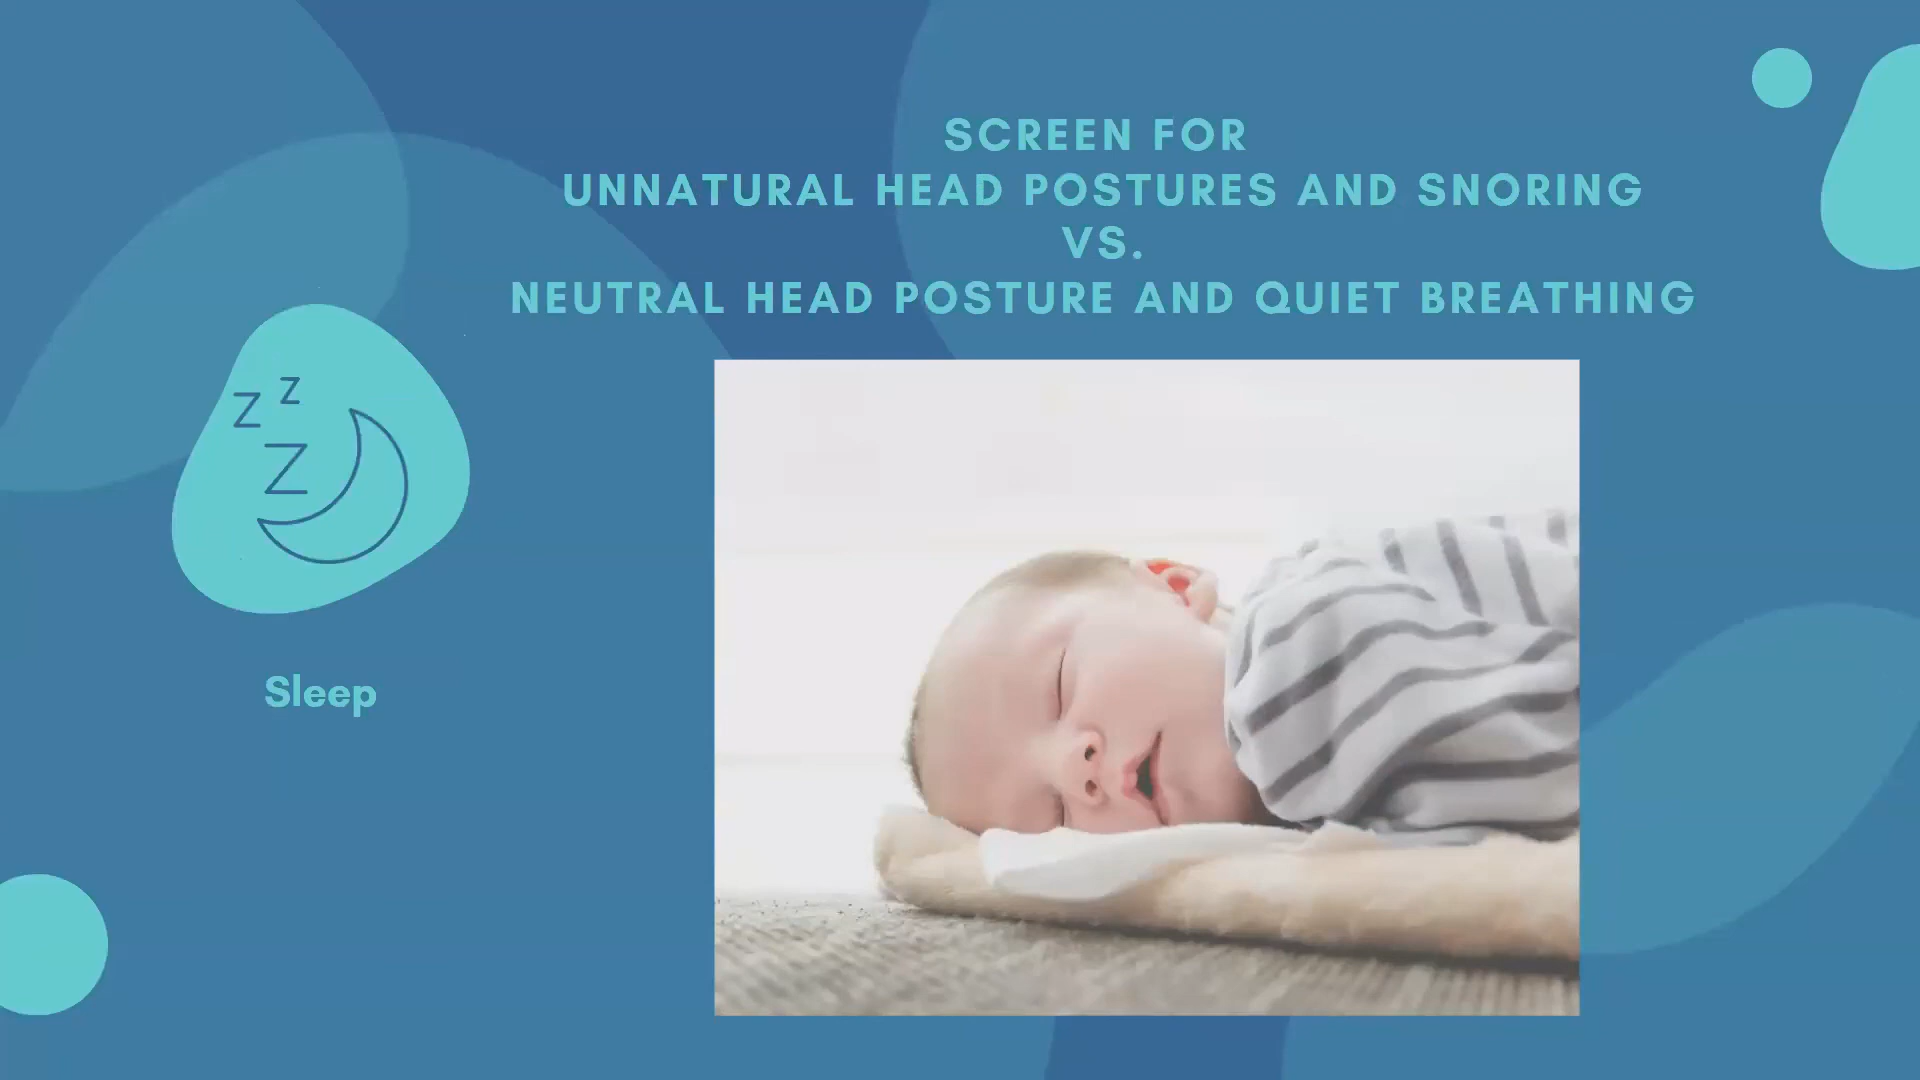 SCREEN FOR
UNNATURAL HEAD POSTURES AND SNORING
VS.
NEUTRAL HEAD POSTURE AND QUIET BREATHING
z z
Z
Sleep